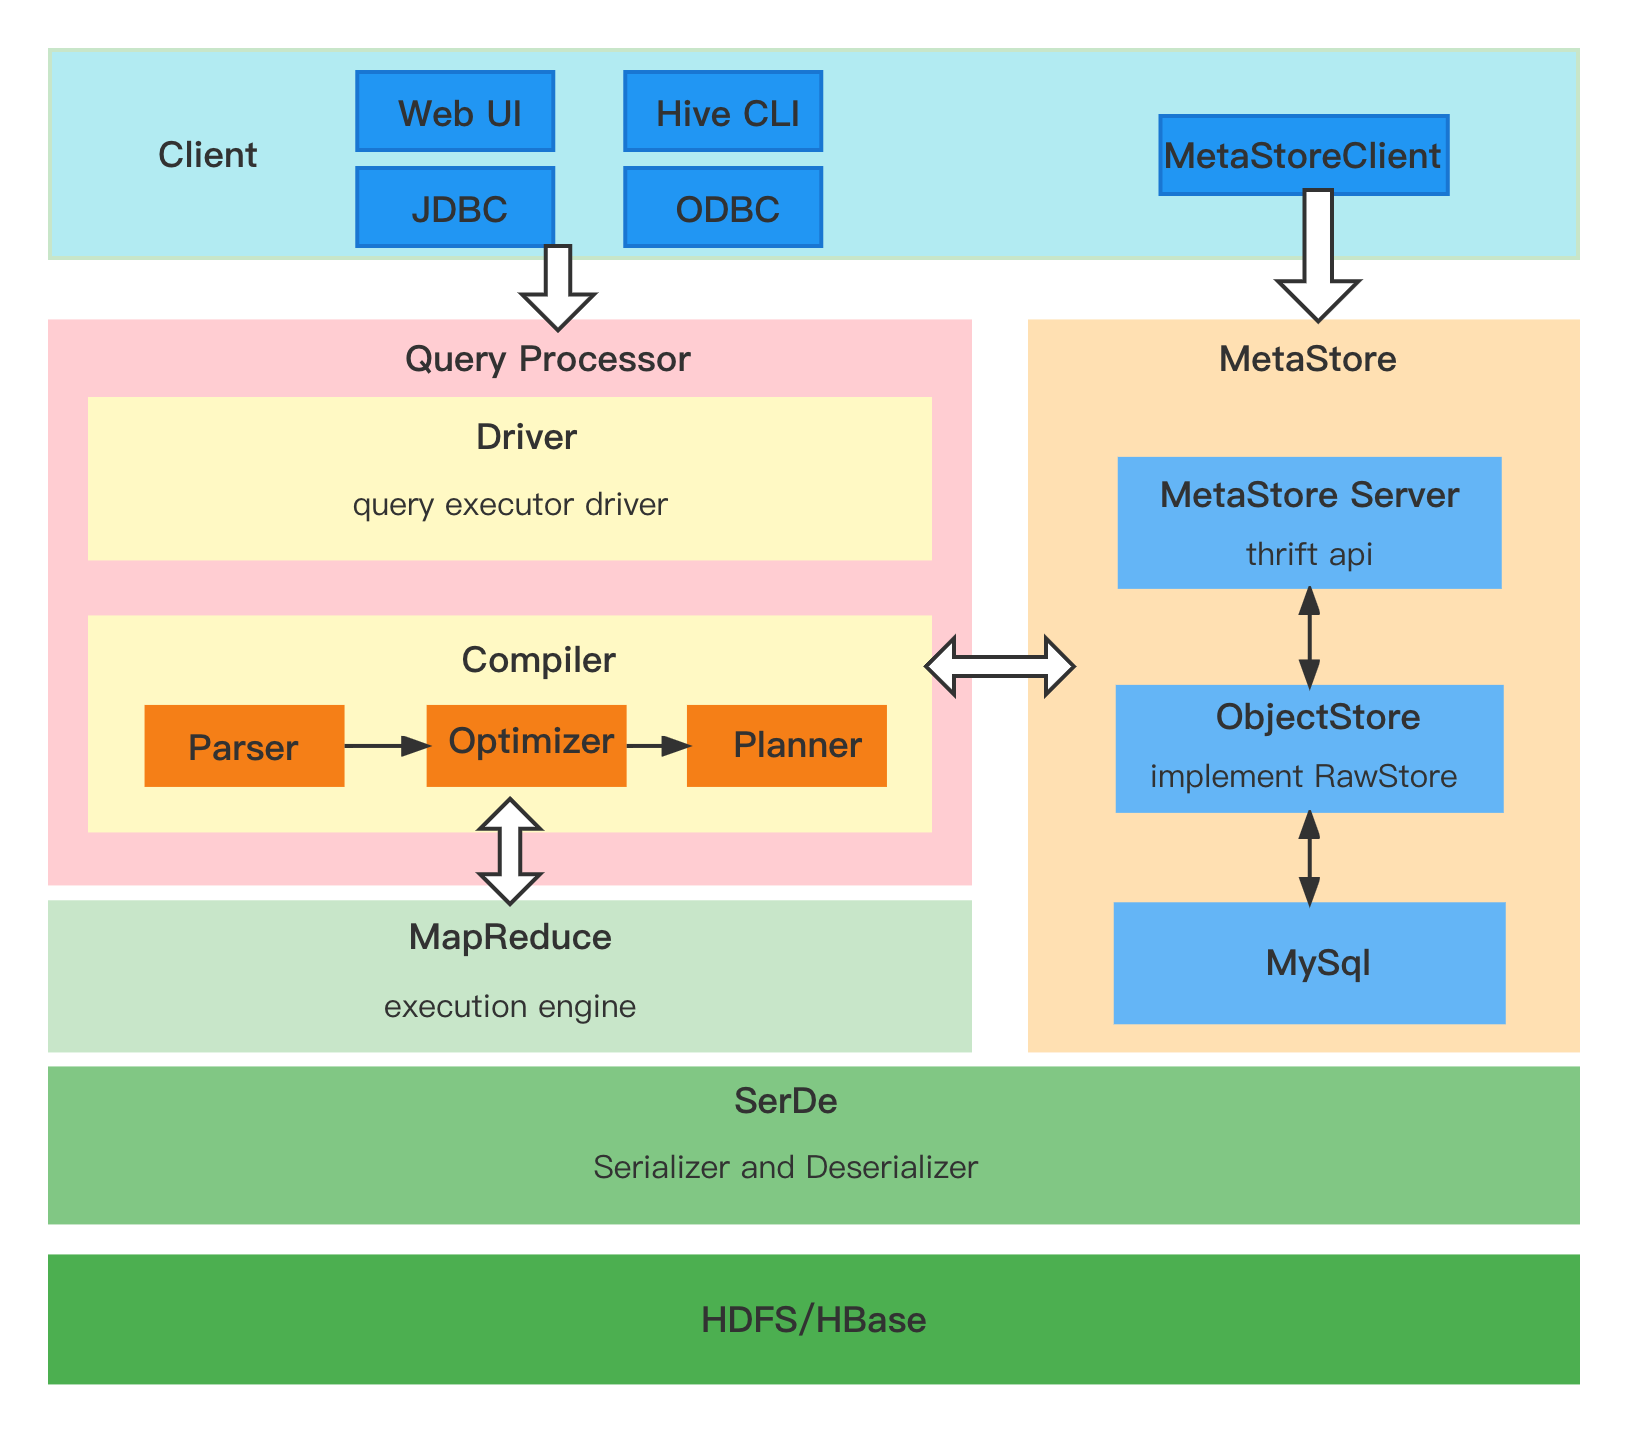 Client
Web UI
Hive CLI
JDBC
ODBC
MetaStoreClient
Query Processor
Driver
query executor driver
Compiler
Parser
Optimizer
Planner
MapReduce
execution engine
MetaStore
MetaStore Server
thrift api
ObjectStore
implement RawStore
MySql
SerDe
Serializer and Deserializer
HDFS/HBase